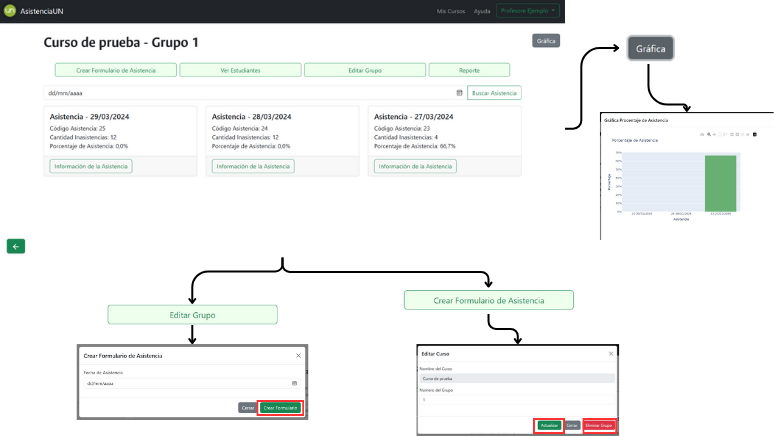 AsistenciaUN
Mis Cursos Ayuda Profesore Ejemplo
Curso de prueba - Grupo 1
Gráfica
Crear Formulario de Asistencia Ver Estudiantes Editar Grupo Reporte
dd/mm/aaaa Buscar Asistencia
Asistencia - 29/03/2024
Código Asistencia: 25
Cantidad Inasistencias: 12
Porcentaje de Asistencia: 0,0%
Información de la Asistencia
Asistencia - 28/03/2024
Código Asistencia: 24
Cantidad Inasistencias: 12
Porcentaje de Asistencia: 0,0%
Información de la Asistencia
Asistencia - 27/03/2024
Código Asistencia: 23
Cantidad Inasistencias: 4
Porcentaje de Asistencia: 66,7%
Información de la Asistencia
Gráfica
Gráfica Porcentaje de Asistencia
Porcentaje de Asistencia
Porcentaje
Asistencias
Editar Grupo
Crear Formulario de Asistencia
Fecha de Asistencia
dd/mm/aaaa
Cerrar Crear Formulario
Crear Formulario de Asistencia
Editar Curso
Nombre del Curso
Curso de prueba
Numero del Grupo
1
Actualizar Cerrar Eliminar Grupo